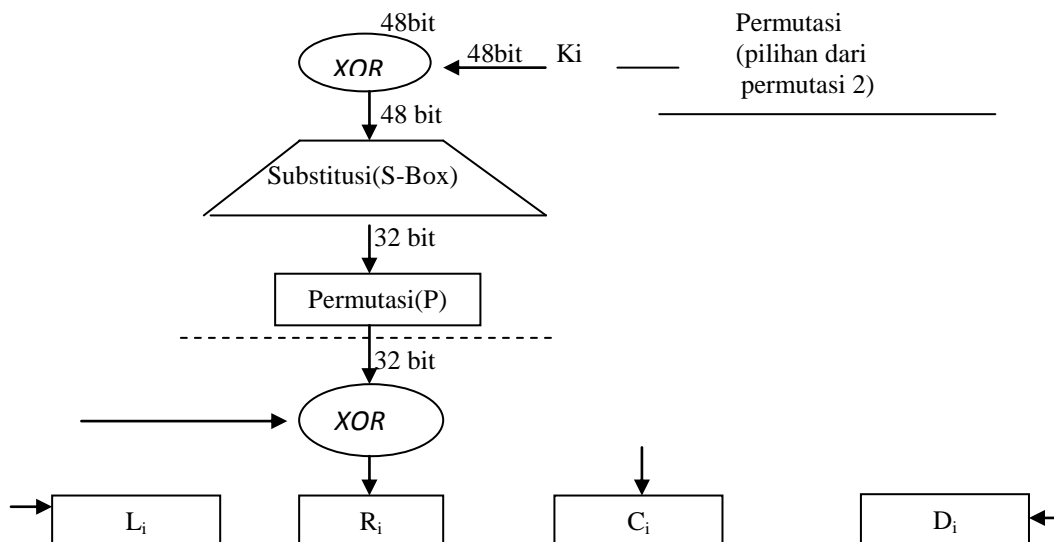 48bit
XOR
48bit
Ki
Permutasi
(pilihan dari
permutasi 2)
48 bit
Substitusi(S-Box)
32 bit
Permutasi(P)
32 bit
XOR
Li
Ri
Ci
Di